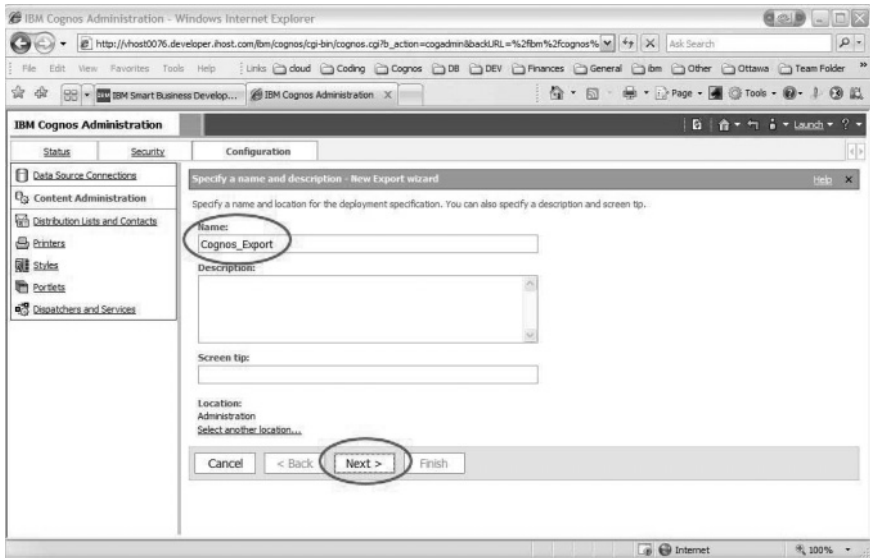 IBM Cognos Administration - Windows Internet Explorer
http://vhost0076.developer.ihost.com/ibm/cognos/cgi-bin/cognos.cgi?b_action=cogadmin&backURL=%2fibm%2fcognos%
Ask Search
File Edit View Favorites Tools Help Links cloud Coding Cognos DB DEV Finances General ibm Other Ottawa Team Folder »
IBM Smart Business Develop... IBM Cognos Administration X Page Tools
IBM Cognos Administration Launch ?
Status Security Configuration
Data Source Connections
Content Administration
Distribution Lists and Contacts
Printers
Styles
Portlets
Dispatchers and Services
Specify a name and description - New Export wizard Help X
Specify a name and location for the deployment specification. You can also specify a description and screen tip.
Name:
Cognos_Export
Description:
Screen tip:
Location:
Administration
Select another location...
Cancel < Back Next > Finish
Internet 100%